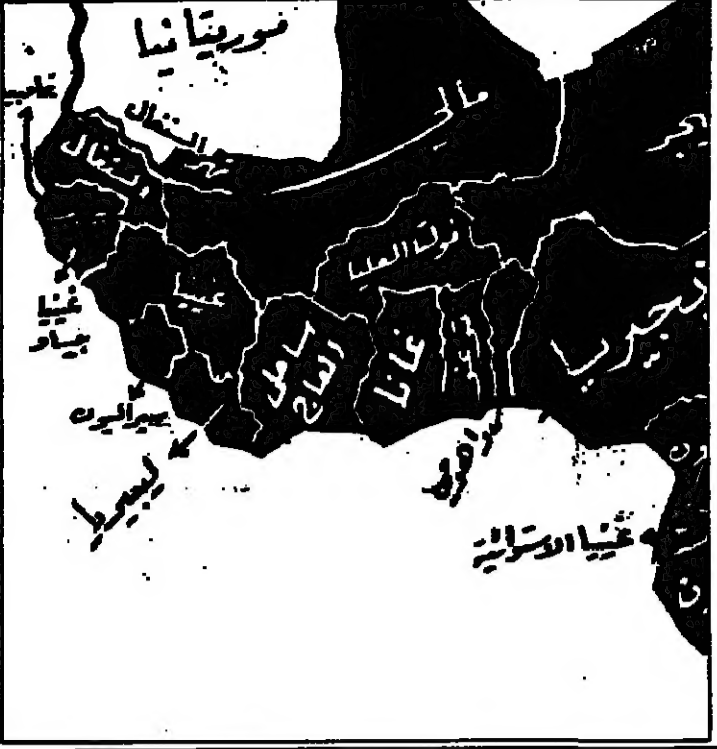 موريتانيا
غامبيا
نهر السنغال
مالي
السنغال
فولتا العليا
غينيا
غينيا
بيساو
ساحل
العاج
غانا
نيجيريا
سيراليون
ليبيريا
غينيا الاستوائية